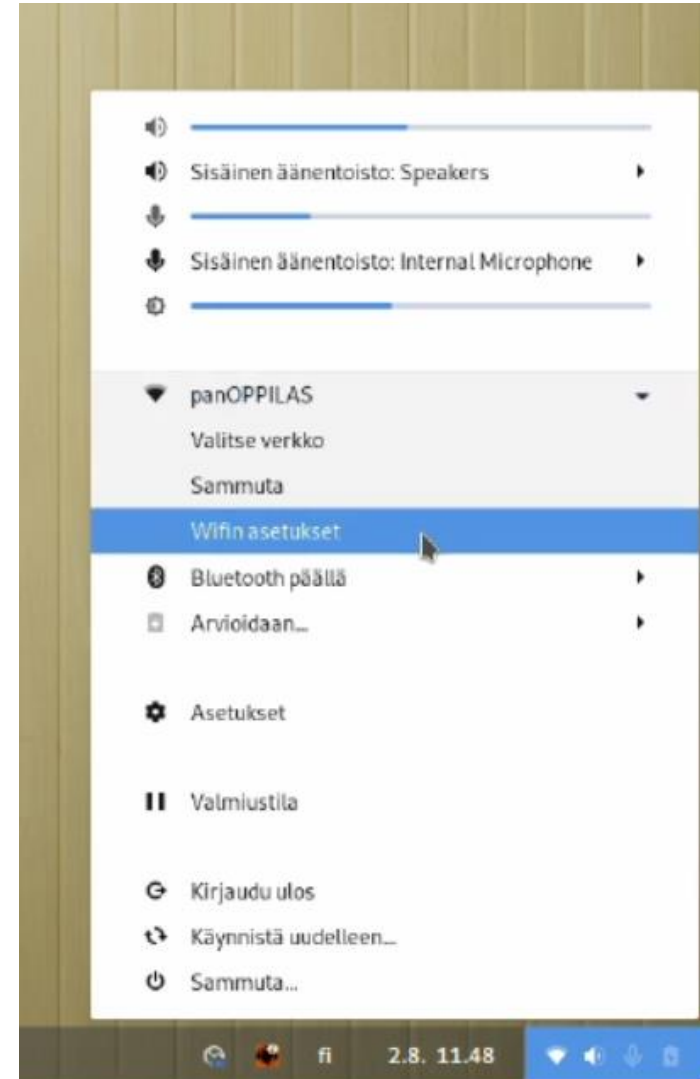 Sisäinen äänentoisto: Speakers
Sisäinen äänentoisto: Internal Microphone
panOPPILAS
Valitse verkko
Sammuta
Wifin asetukset
Bluetooth päällä
Arvioidaan...
Asetukset
Valmiustila
Kirjaudu ulos
Käynnistä uudelleen...
Sammuta...
fi 2.8. 11.48